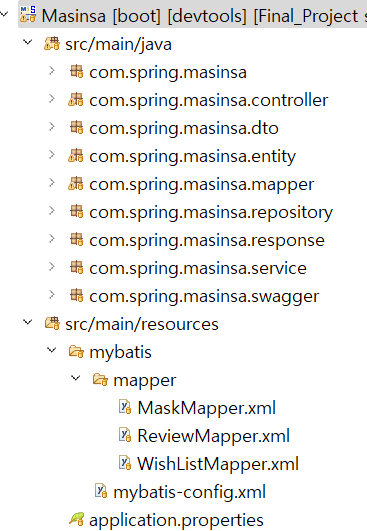 Masinsa [boot] [devtools] [Final_Project s
src/main/java
com.spring.masinsa
com.spring.masinsa.controller
com.spring.masinsa.dto
com.spring.masinsa.entity
com.spring.masinsa.mapper
com.spring.masinsa.repository
com.spring.masinsa.response
com.spring.masinsa.service
com.spring.masinsa.swagger
src/main/resources
mybatis
mapper
MaskMapper.xml
ReviewMapper.xml
WishListMapper.xml
mybatis-config.xml
application.properties